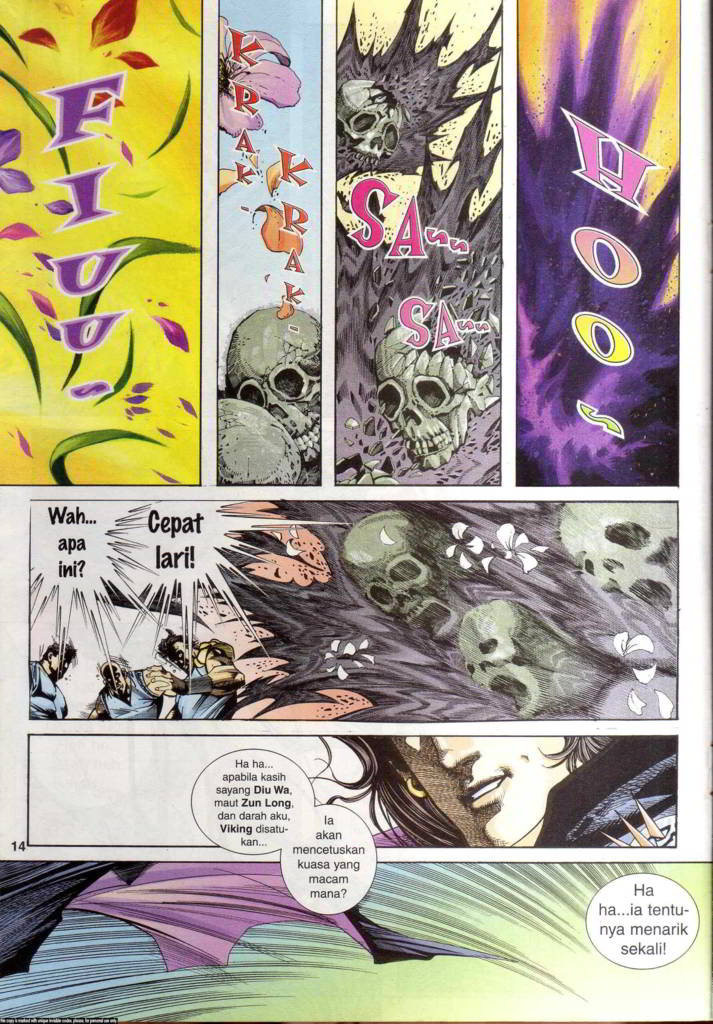 FIUU~
KRAK
KRAK
SA...
SA...
HOO~
Wah...
apa
ini?
Cepat
lari!
Ha ha...
apabila kasih
sayang Diu Wa,
maut Zun Long,
dan darah aku,
Viking disatu-
kan...
Ia
akan
mencetuskan
kuasa yang
macam
mana?
14
Ha
ha...ia tentu-
nya menarik
sekali!